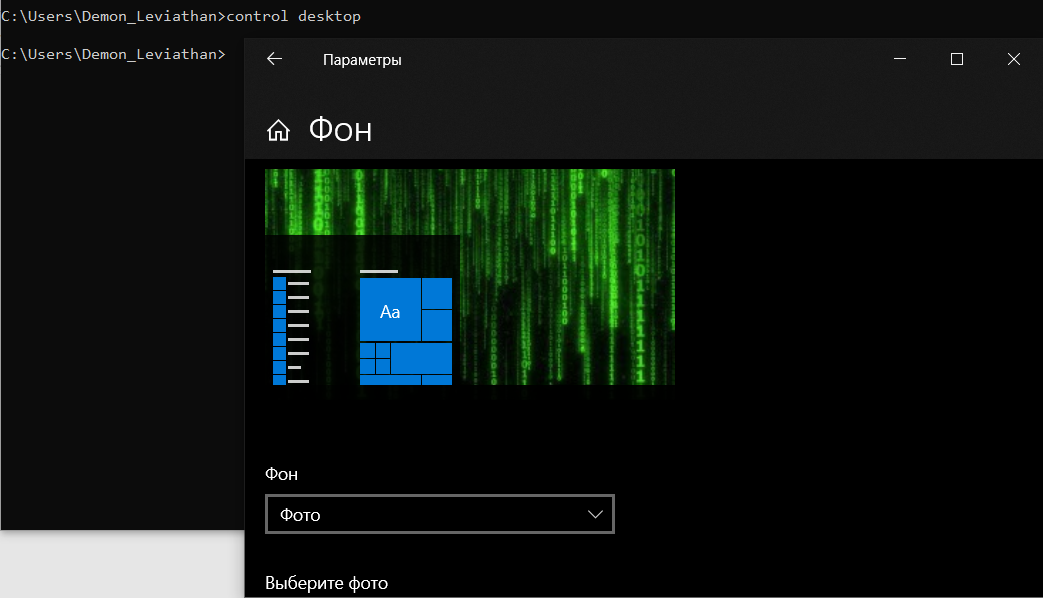 C:\Users\Demon_Leviathan>control desktop
C:\Users\Demon_Leviathan>
Параметры
Фон
Aa
Фон
Фото
Выберите фото